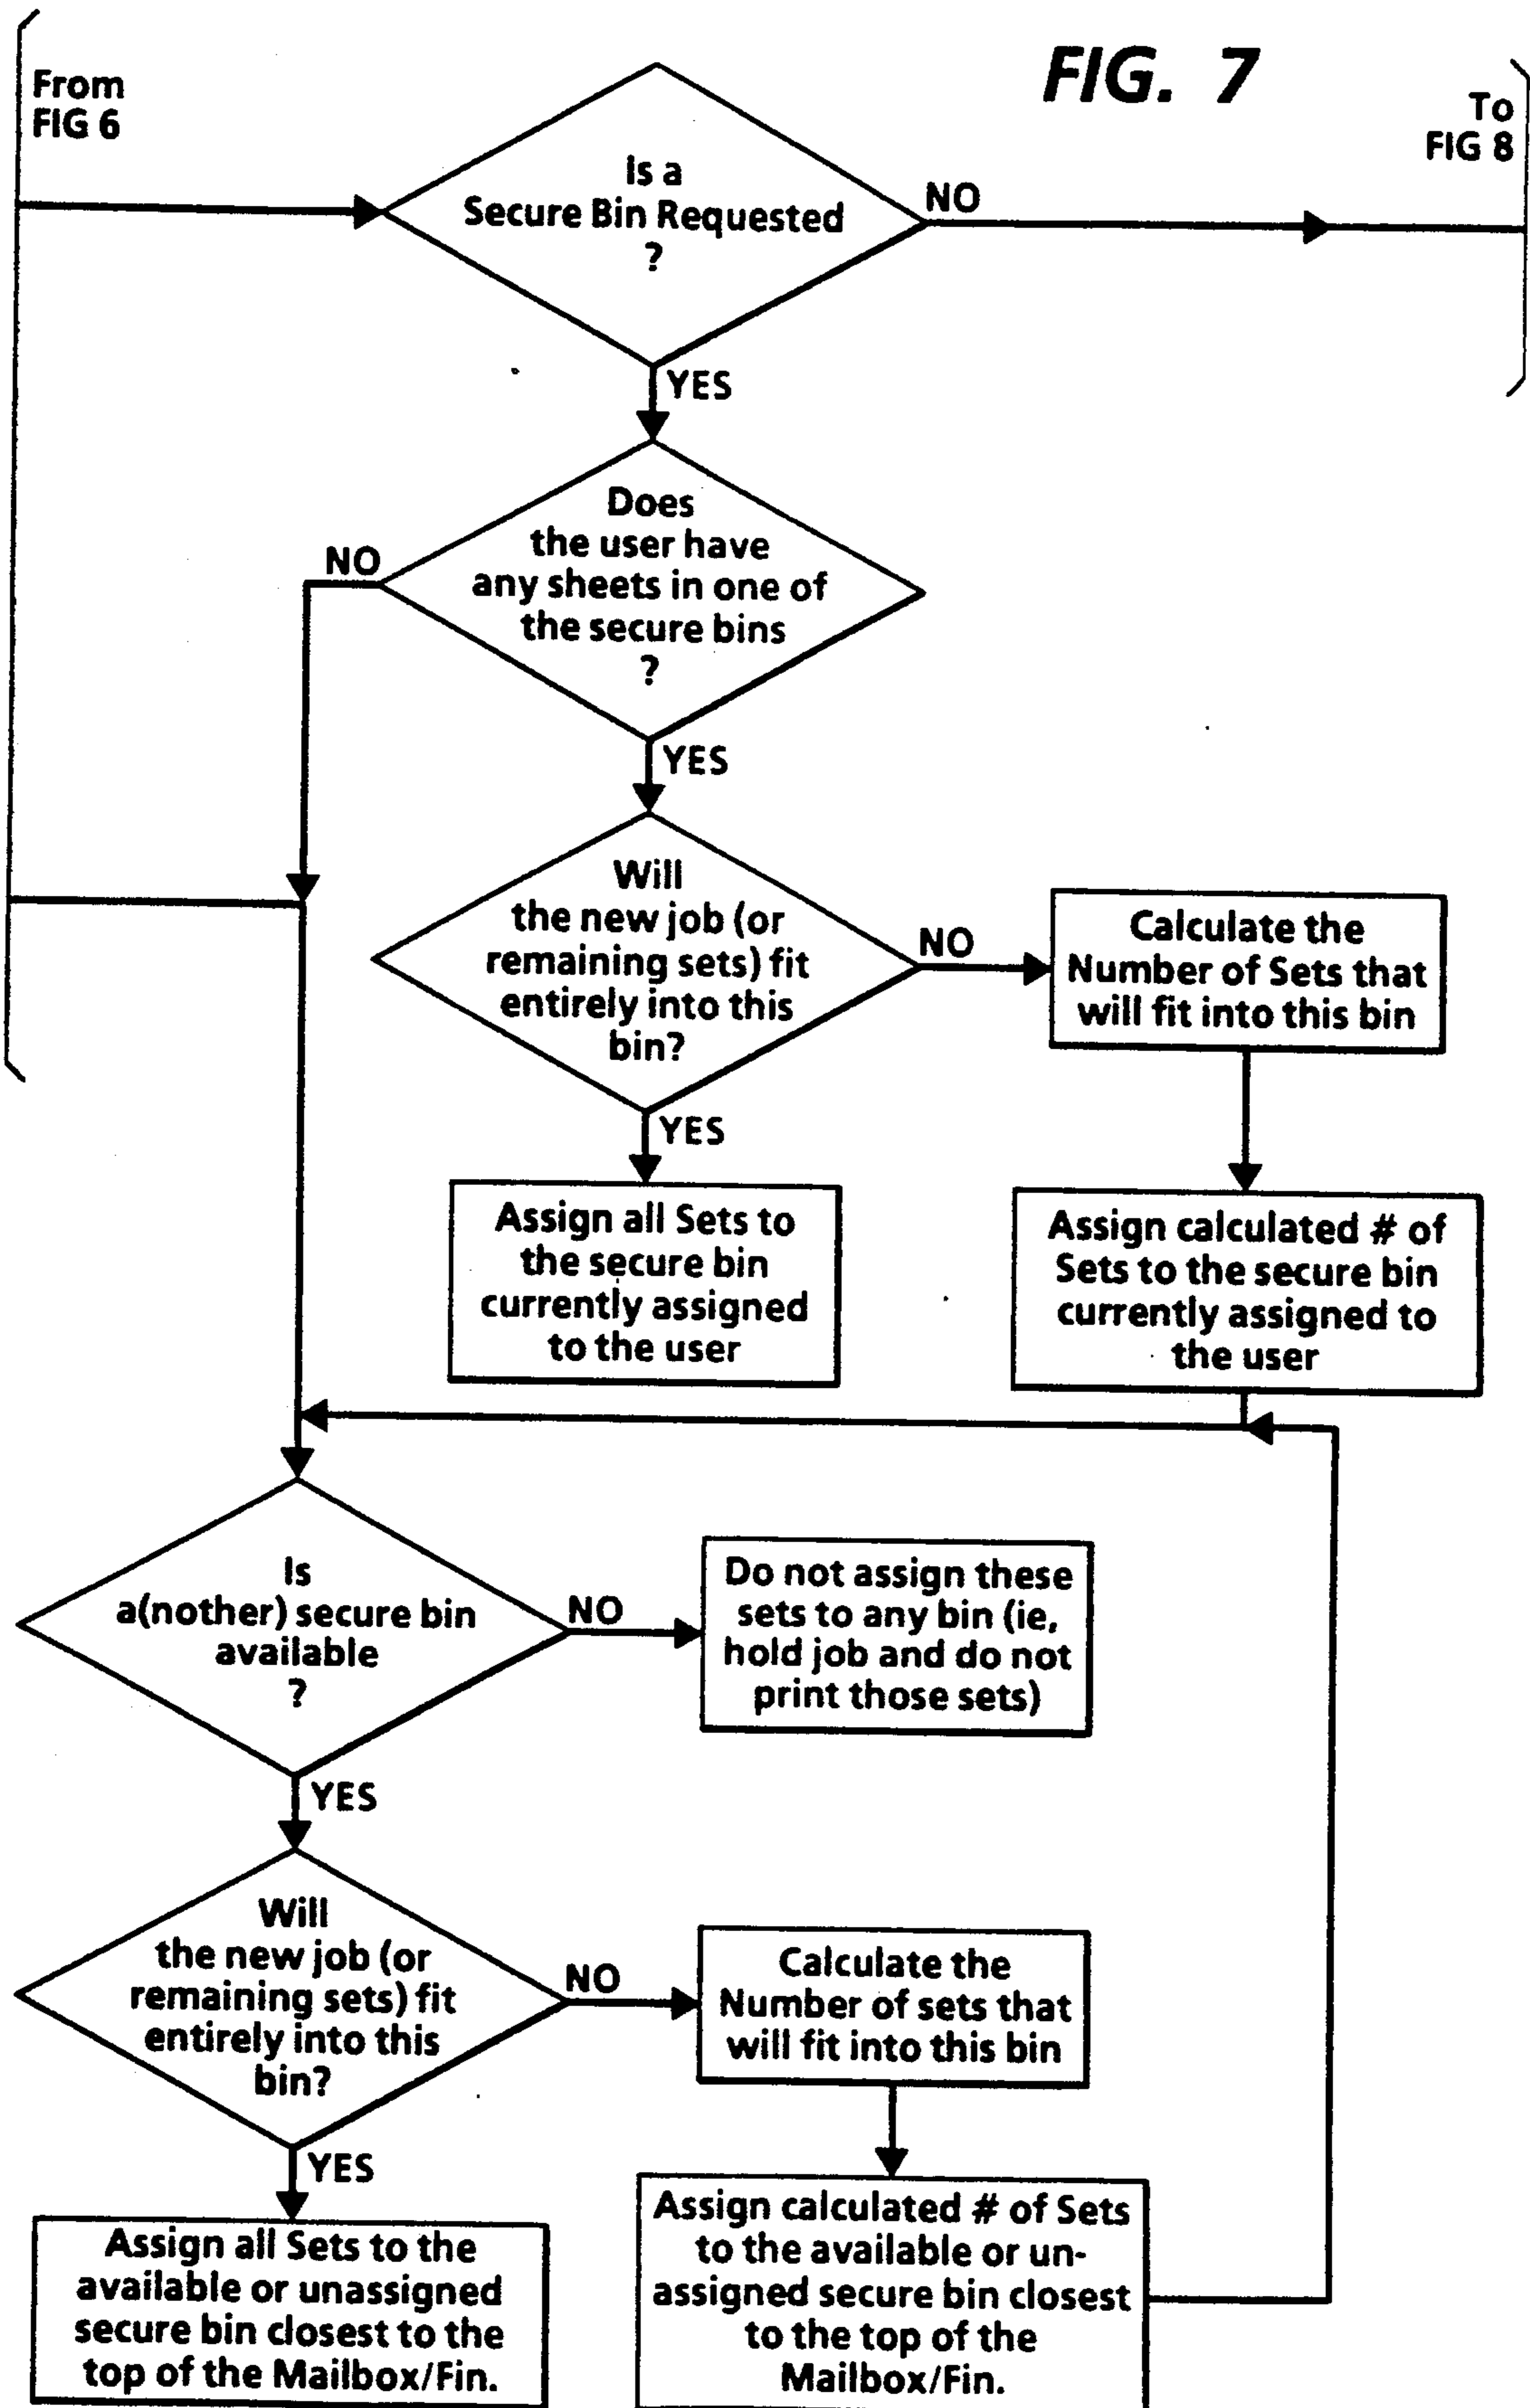 FIG. 7
From
FIG 6
To
FIG 8
Is a
Secure Bin Requested
?
NO
YES
Does
the user have
any sheets in one of
the secure bins
?
NO
YES
Will
the new job (or
remaining sets) fit
entirely into this
bin?
NO
Calculate the
Number of Sets that
will fit into this bin
YES
Assign all Sets to
the secure bin
currently assigned
to the user
Assign calculated # of
Sets to the secure bin
currently assigned to
the user
Is
a(nother) secure bin
available
?
NO
Do not assign these
sets to any bin (ie,
hold job and do not
print those sets)
YES
Will
the new job (or
remaining sets) fit
entirely into this
bin?
NO
Calculate the
Number of sets that
will fit into this bin
YES
Assign all Sets to the
available or unassigned
secure bin closest to the
top of the Mailbox/Fin.
Assign calculated # of Sets
to the available or un-
assigned secure bin closest
to the top of the
Mailbox/Fin.